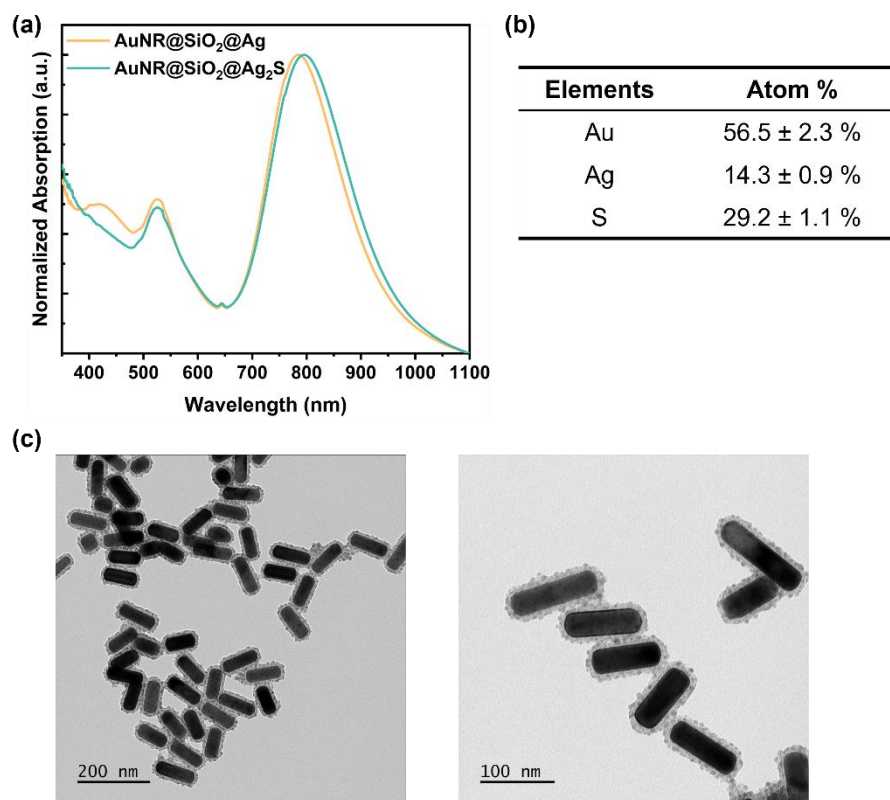 (a)
AuNR@SiO₂@Ag
AuNR@SiO₂@Ag₂S
Normalized Absorption (a.u.)
400 500 600 700 800 900 1000 1100
Wavelength (nm)
(b)
Elements Atom %
Au 56.5 ± 2.3 %
Ag 14.3 ± 0.9 %
S 29.2 ± 1.1 %
(c)
200 nm
100 nm